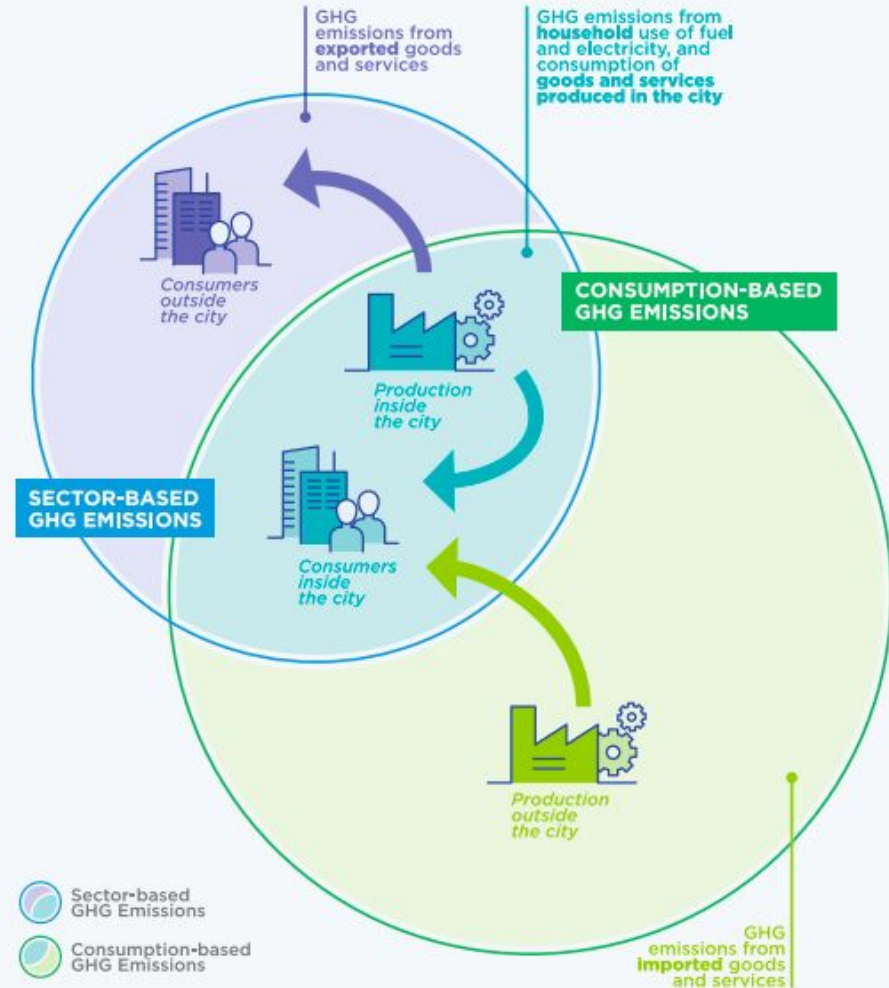 GHG
emissions from
exported goods
and services
GHG emissions from
household use of fuel
and electricity, and
consumption of
goods and services
produced in the city
Consumers
outside
the city
CONSUMPTION-BASED
GHG EMISSIONS
Production
inside
the city
SECTOR-BASED
GHG EMISSIONS
Consumers
inside
the city
Production
outside
the city
Sector-based
GHG Emissions
Consumption-based
GHG Emissions
GHG
emissions from
imported goods
and services